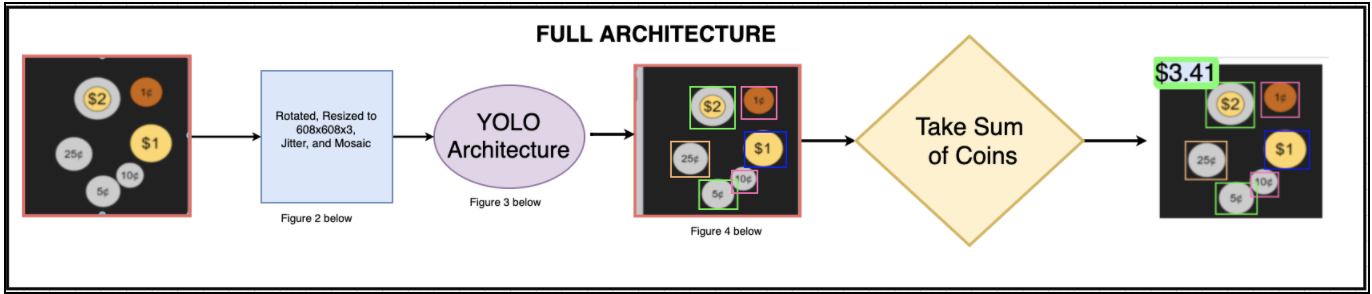 FULL ARCHITECTURE
$2
1¢
25¢
$1
10¢
5¢
Rotated, Resized to
608x608x3,
Jitter, and Mosaic
Figure 2 below
YOLO
Architecture
Figure 3 below
$2
1¢
25¢
$1
10¢
5¢
Figure 4 below
Take Sum
of Coins
$3.41
$2
1¢
25¢
$1
10¢
5¢